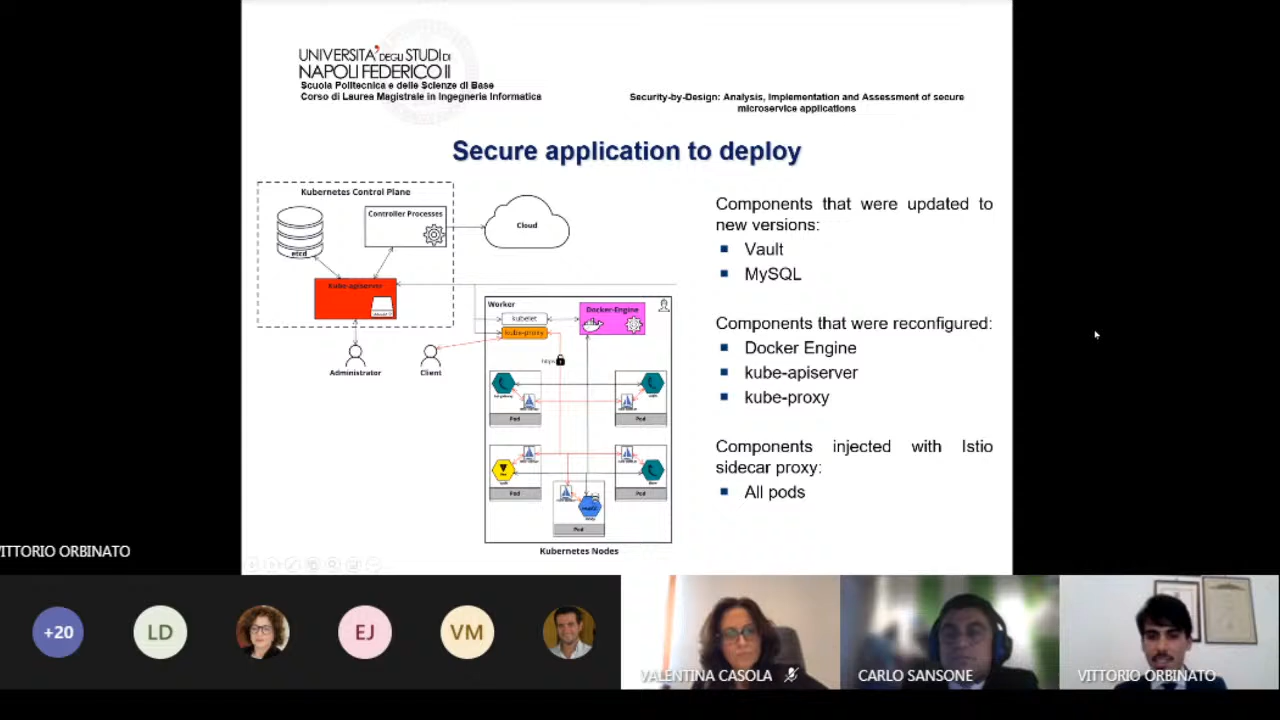 UNIVERSITA' DEGLI STUDI DI
NAPOLI FEDERICO II
Scuola Politecnica e delle Scienze di Base
Corso di Laurea Magistrale in Ingegneria Informatica
Security-by-Design: Analysis, Implementation and Assessment of secure
microservice applications
Secure application to deploy
Kubernetes Control Plane
etcd
Controller Processes
Cloud
Kube-apiserver
Administrator
Client
Worker
kubelet
kube-proxy
Docker-Engine
https
Pod
Pod
Pod
Pod
Pod
Kubernetes Nodes
Components that were updated to
new versions:
Vault
MySQL
Components that were reconfigured:
Docker Engine
kube-apiserver
kube-proxy
Components injected with Istio
sidecar proxy:
All pods
VITTORIO ORBINATO
+20
LD
EJ
VM
VALENTINA CASOLA
CARLO SANSONE
VITTORIO ORBINATO